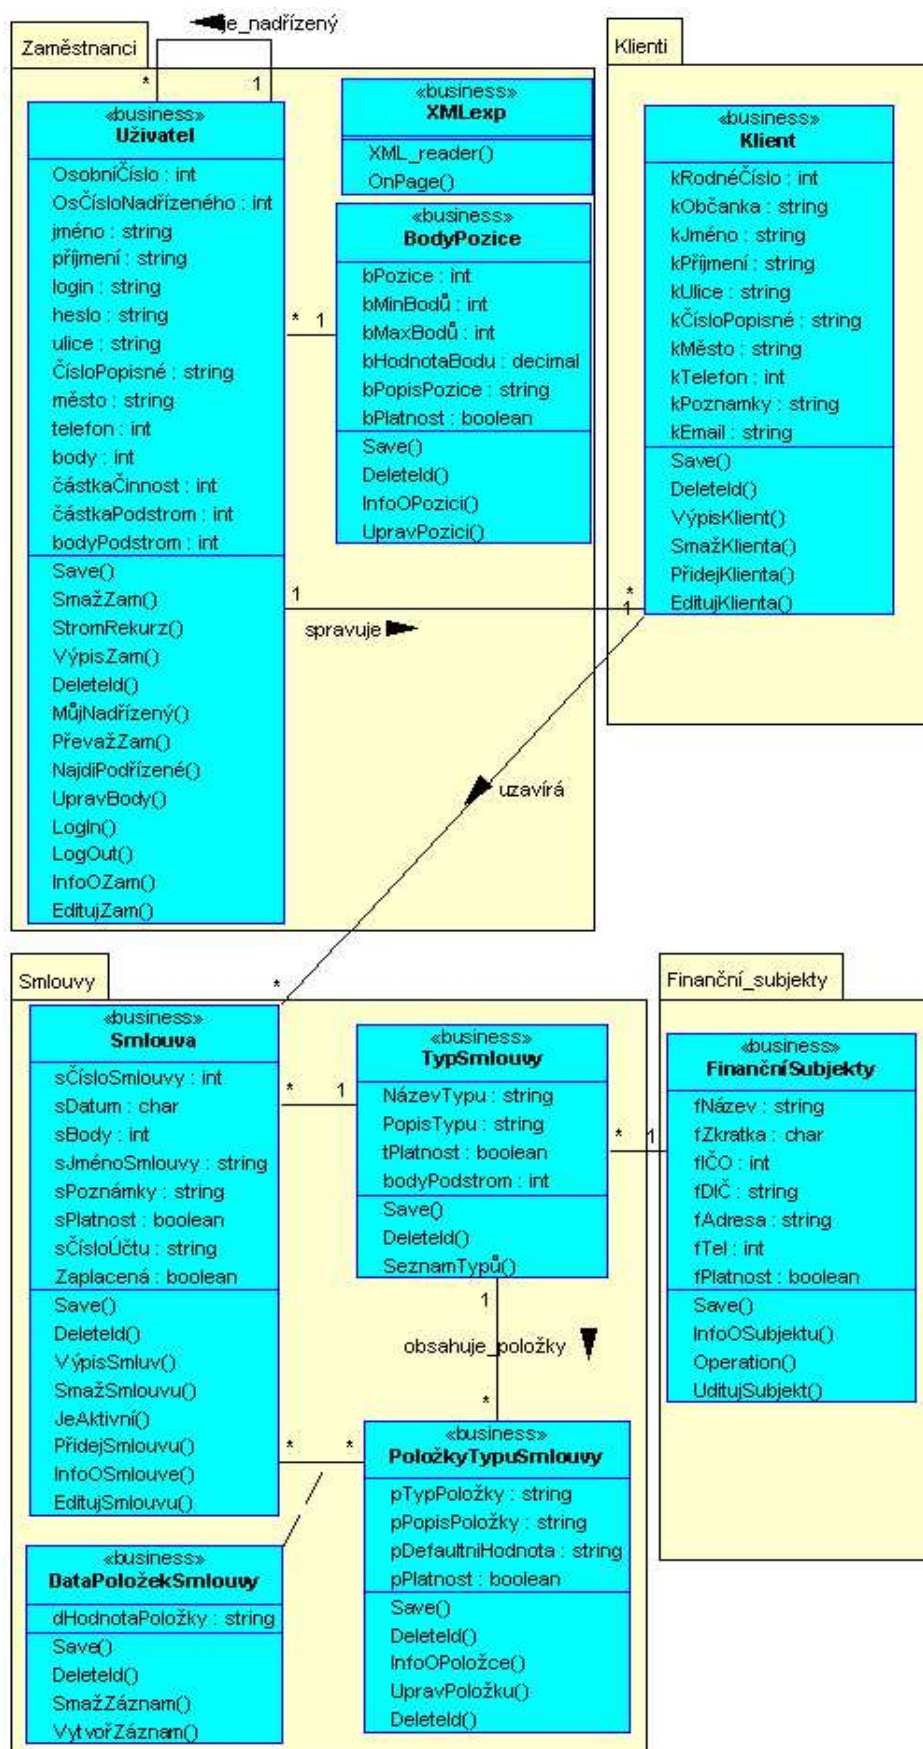 je_nadřízený
Zaměstnanci
*
1
«business»
Uživatel
OsobníČíslo : int
OsČísloNadřízeného : int
jméno : string
příjmení : string
login : string
heslo : string
ulice : string
ČísloPopisné : string
město : string
telefon : int
body : int
částkaČinnost : int
částkaPodstrom : int
bodyPodstrom : int
Save()
SmažZam()
StromRekurz()
VýpisZam()
DeleteId()
MůjNadřízený()
PřevažZam()
NajdiPodřízené()
UpravBody()
LogIn()
LogOut()
InfoOZam()
EditujZam()
«business»
XMLexp
XML_reader()
OnPage()
* 1
«business»
BodyPozice
bPozice : int
bMinBodů : int
bMaxBodů : int
bHodnotaBodu : decimal
bPopisPozice : string
bPlatnost : boolean
Save()
DeleteId()
InfoOPozici()
UpravPozici()
1
spravuje
*
1
Klienti
«business»
Klient
kRodnéČíslo : int
kObčanka : string
kJméno : string
kPříjmení : string
kUlice : string
kČísloPopisné : string
kMěsto : string
kTelefon : int
kPoznamky : string
kEmail : string
Save()
DeleteId()
VýpisKlient()
SmažKlienta()
PřidejKlienta()
EditujKlienta()
uzavírá
*
Smlouvy
«business»
Smlouva
sČísloSmlouvy : int
sDatum : char
sBody : int
sJménoSmlouvy : string
sPoznámky : string
sPlatnost : boolean
sČísloÚčtu : string
Zaplacená : boolean
Save()
DeleteId()
VýpisSmluv()
SmažSmlouvu()
JeAktivní()
PřidejSmlouvu()
InfoOSmlouve()
EditujSmlouvu()
* 1
«business»
TypSmlouvy
NázevTypu : string
PopisTypu : string
tPlatnost : boolean
bodyPodstrom : int
Save()
DeleteId()
SeznamTypů()
* 1
Finanční_subjekty
«business»
FinančníSubjekty
fNázev : string
fZkratka : char
fIČO : int
fDIČ : string
fAdresa : string
fTel : int
fPlatnost : boolean
Save()
InfoOSubjektu()
Operation()
UditujSubjekt()
1
obsahuje_položky
*
* *
«business»
PoložkyTypuSmlouvy
pTypPoložky : string
pPopisPoložky : string
pDefaultniHodnota : string
pPlatnost : boolean
Save()
DeleteId()
InfoOPoložce()
UpravPoložku()
DeleteId()
«business»
DataPoložekSmlouvy
dHodnotaPoložky : string
Save()
DeleteId()
SmažZáznam()
VytvořZáznam()